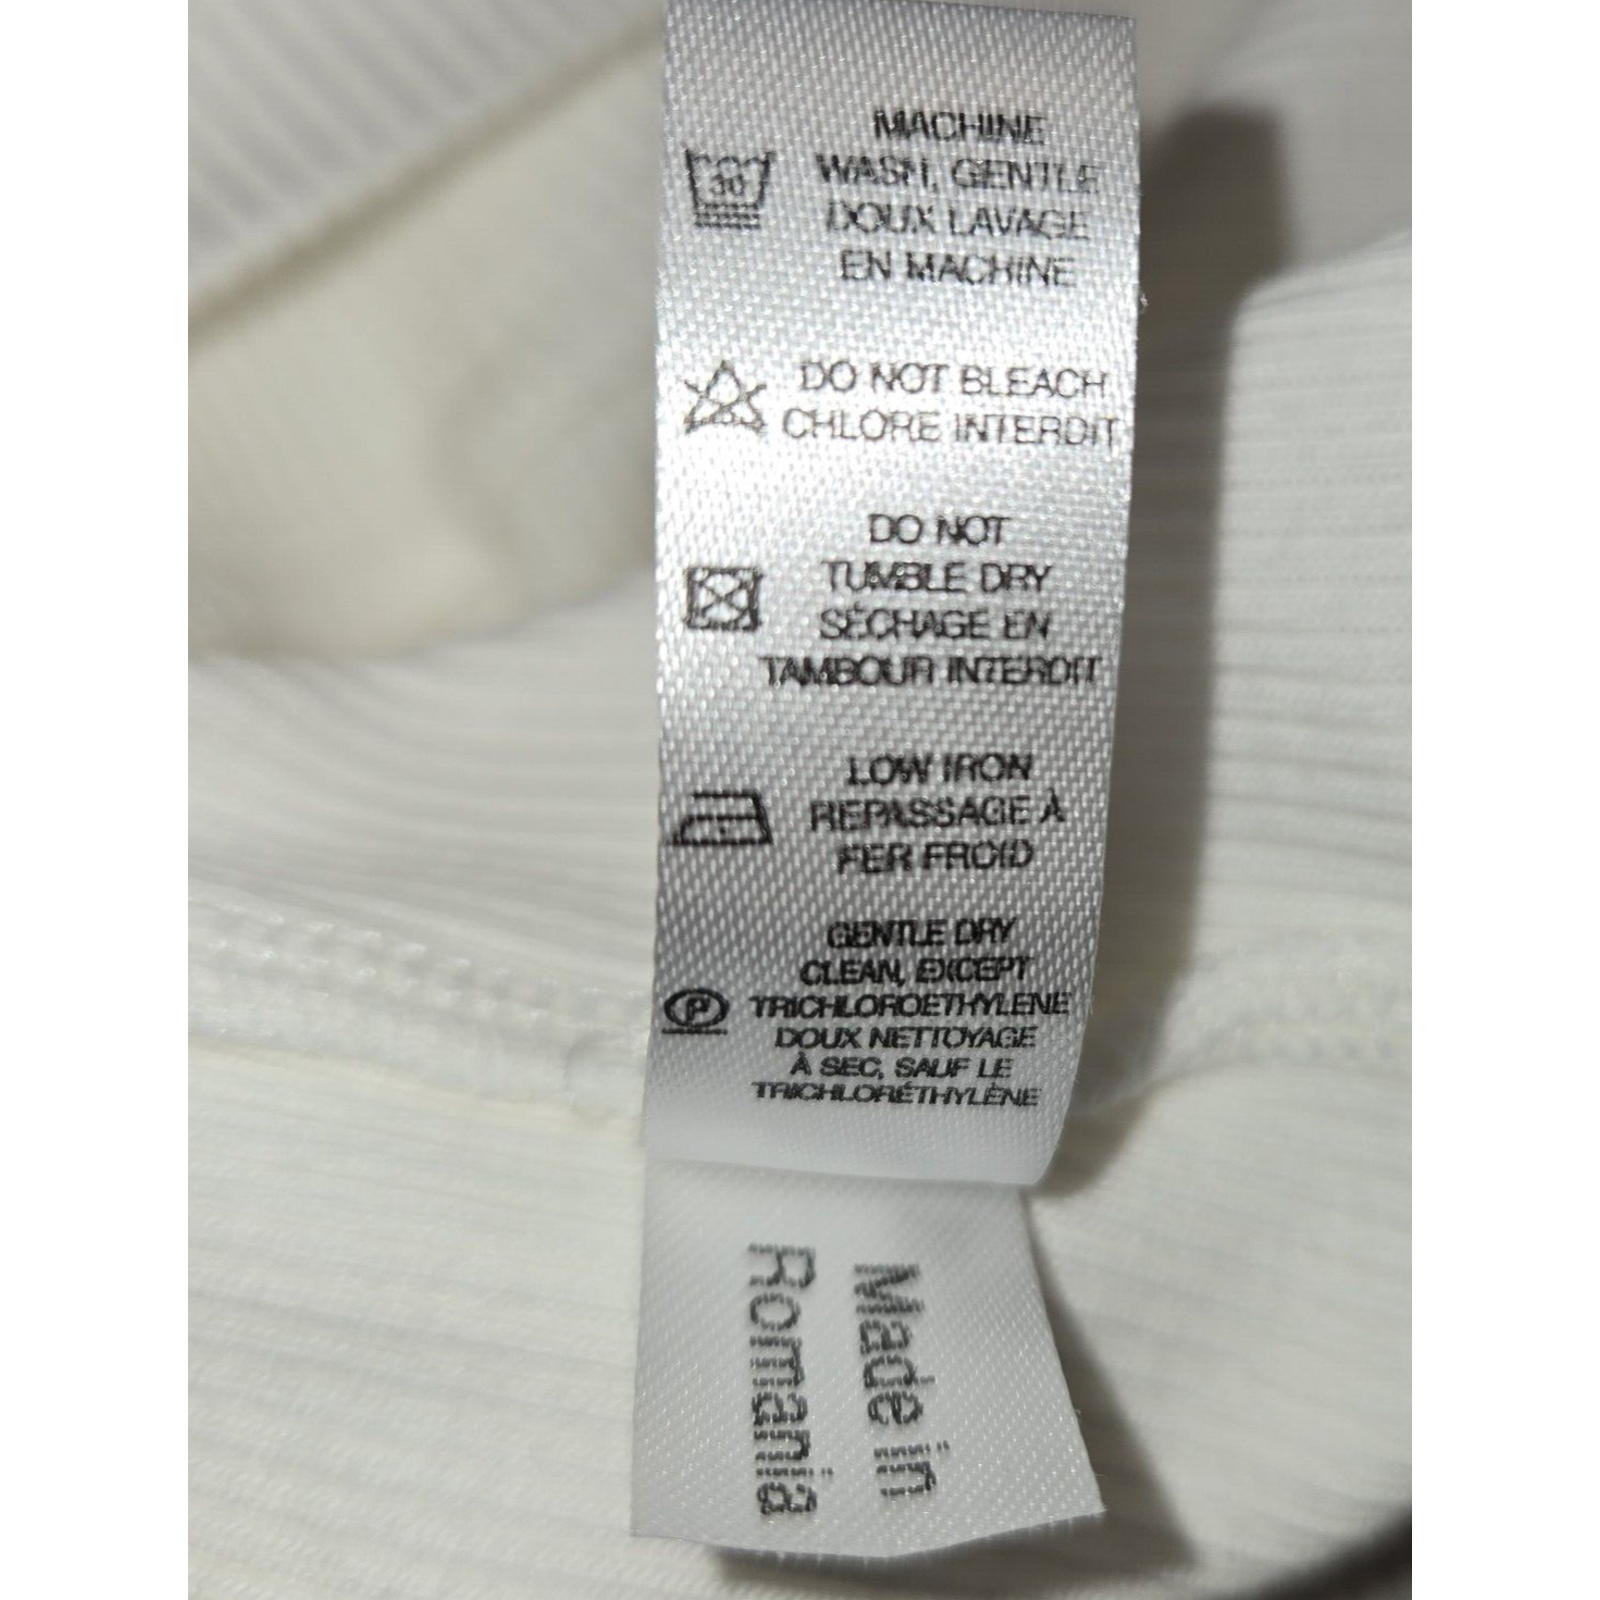 30
MACHINE
WASH, GENTLE
DOUX LAVAGE
EN MACHINE
DO NOT BLEACH
CHLORE INTERDIT
DO NOT
TUMBLE DRY
SÉCHAGE EN
TAMBOUR INTERDIT
LOW IRON
REPASSAGE À
FER FROID
GENTLE DRY
CLEAN, EXCEPT
P TRICHLOROETHYLENE
DOUX NETTOYAGE
À SEC, SAUF LE
TRICHLORÉTHYLÈNE
Made in
Romania